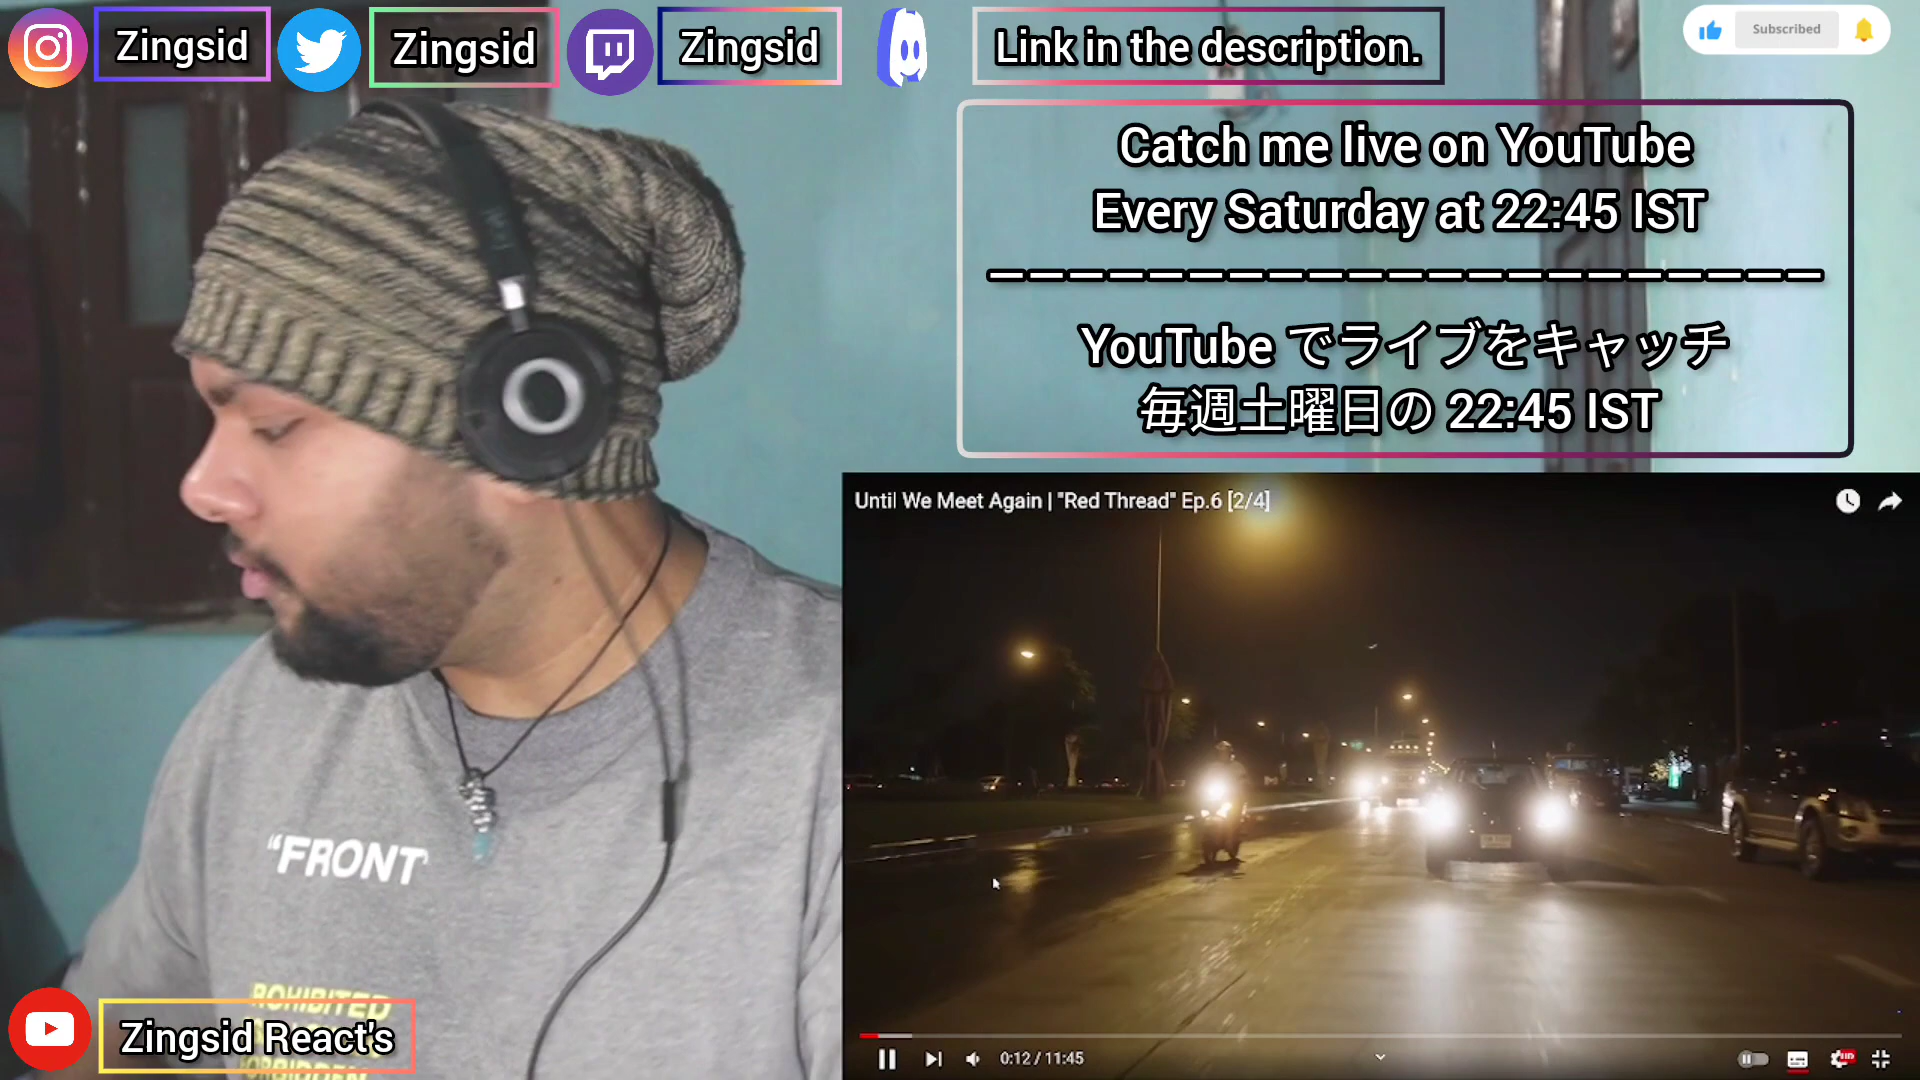 Zingsid
Zingsid
Zingsid
Link in the description.
Subscribed
Catch me live on YouTube
Every Saturday at 22:45 IST
YouTube でライブをキャッチ
毎週土曜日の 22:45 IST
Until We Meet Again | "Red Thread" Ep.6 [2/4]
“FRONT”
Zingsid React's
0:12 / 11:45
HD